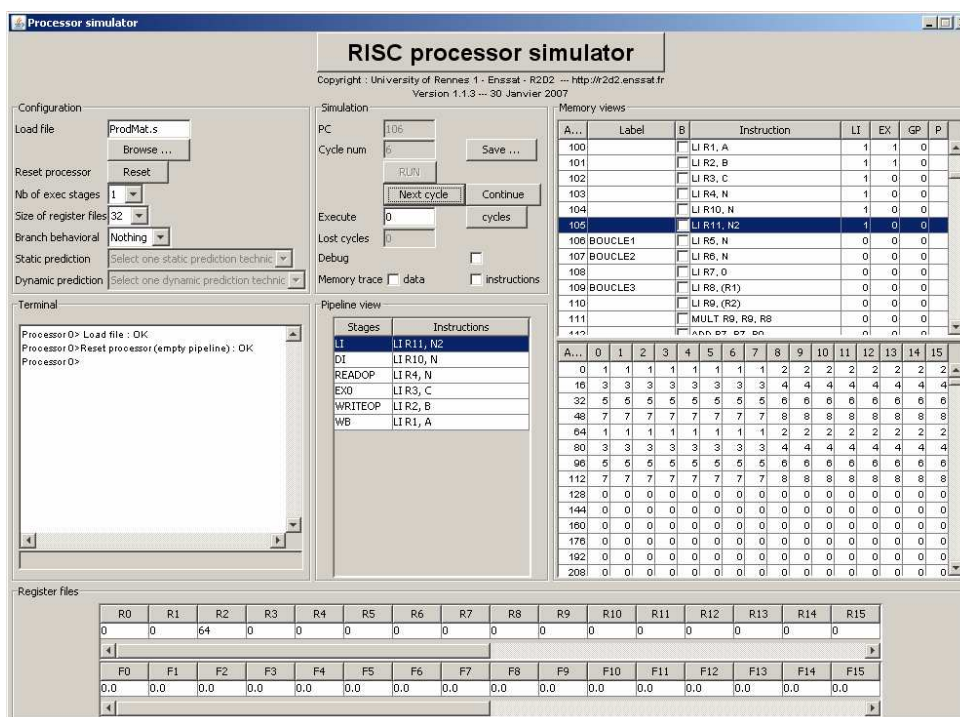 Processor simulator
RISC processor simulator
Copyright : University of Rennes 1 - Enssat - R2D2 --- http://r2d2.enssat.fr
Version 1.1.3 --- 30 Janvier 2007
Configuration
Load file ProdMat.s
Browse ...
Reset processor Reset
Nb of exec stages 1
Size of register files 32
Branch behavioral Nothing
Static prediction Select one static prediction technic
Dynamic prediction Select one dynamic prediction technic
Simulation
PC 106
Cycle num 6 Save ...
RUN
Next cycle Continue
Execute 0 cycles
Lost cycles 0
Debug
Memory trace data instructions
Memory views
A... Label B Instruction LI EX GP P
100 LI R1, A 1 1 0
101 LI R2, B 1 1 0
102 LI R3, C 1 0 0
103 LI R4, N 1 0 0
104 LI R10, N 1 0 0
105 LI R11, N2 1 0 0
106 BOUCLE1 LI R5, N 0 0 0
107 BOUCLE2 LI R6, N 0 0 0
108 LI R7, 0 0 0 0
109 BOUCLE3 LI R8, (R1) 0 0 0
110 LI R9, (R2) 0 0 0
111 MULT R9, R9, R8 0 0 0
A... 0 1 2 3 4 5 6 7 8 9 10 11 12 13 14 15
0 1 1 1 1 1 1 1 1 2 2 2 2 2 2 2 2
16 3 3 3 3 3 3 3 3 4 4 4 4 4 4 4 4
32 5 5 5 5 5 5 5 5 6 6 6 6 6 6 6 6
48 7 7 7 7 7 7 7 7 8 8 8 8 8 8 8 8
64 1 1 1 1 1 1 1 1 2 2 2 2 2 2 2 2
80 3 3 3 3 3 3 3 3 4 4 4 4 4 4 4 4
96 5 5 5 5 5 5 5 5 6 6 6 6 6 6 6 6
112 7 7 7 7 7 7 7 7 8 8 8 8 8 8 8 8
128 0 0 0 0 0 0 0 0 0 0 0 0 0 0 0 0
144 0 0 0 0 0 0 0 0 0 0 0 0 0 0 0 0
160 0 0 0 0 0 0 0 0 0 0 0 0 0 0 0 0
176 0 0 0 0 0 0 0 0 0 0 0 0 0 0 0 0
192 0 0 0 0 0 0 0 0 0 0 0 0 0 0 0 0
208 0 0 0 0 0 0 0 0 0 0 0 0 0 0 0 0
Terminal
Processor0> Load file : OK
Processor0>Reset processor (empty pipeline) : OK
Processor0>
Pipeline view
Stages Instructions
LI LI R11, N2
DI LI R10, N
READOP LI R4, N
EX0 LI R3, C
WRITEOP LI R2, B
WB LI R1, A
Register files
R0 R1 R2 R3 R4 R5 R6 R7 R8 R9 R10 R11 R12 R13 R14 R15
0 0 64 0 0 0 0 0 0 0 0 0 0 0 0 0
F0 F1 F2 F3 F4 F5 F6 F7 F8 F9 F10 F11 F12 F13 F14 F15
0.0 0.0 0.0 0.0 0.0 0.0 0.0 0.0 0.0 0.0 0.0 0.0 0.0 0.0 0.0 0.0